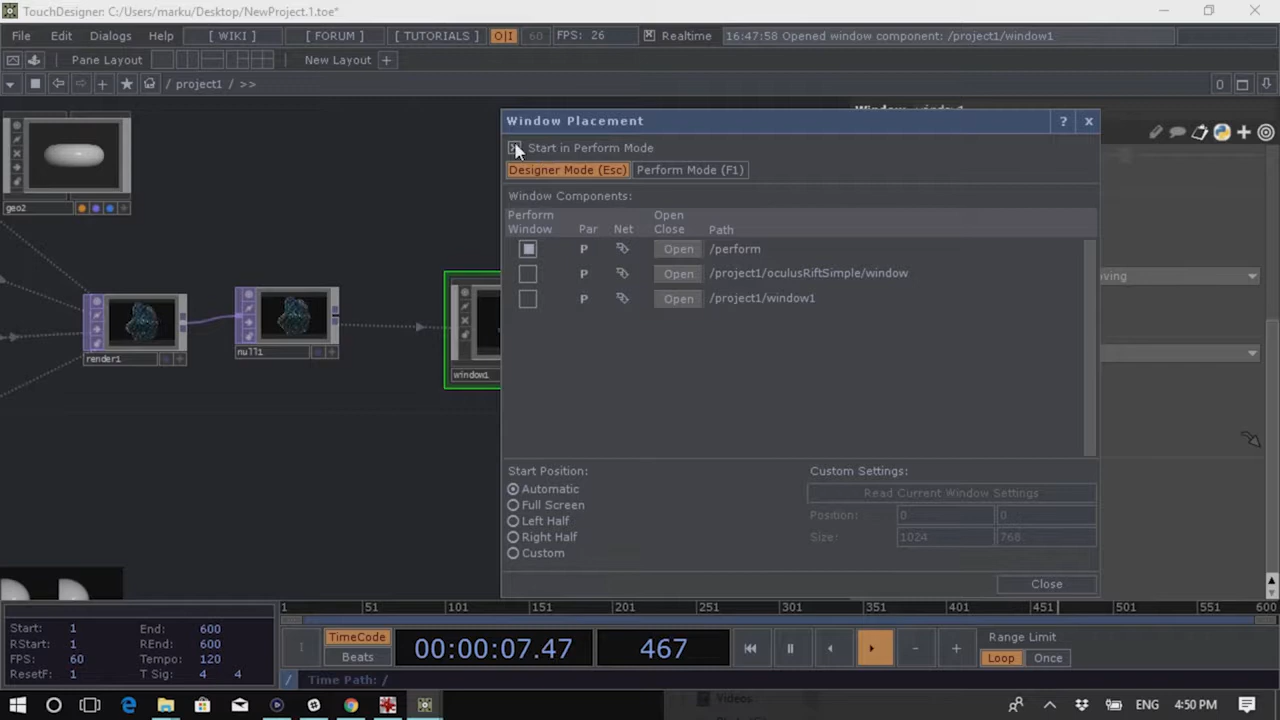 TouchDesigner: C:/Users/marku/Desktop/NewProject.1.toe*
File Edit Dialogs Help [ WIKI ] [ FORUM ] [ TUTORIALS ] O|I 60 FPS: 26 Realtime 16:47:58 Opened window component: /project1/window1
Pane Layout New Layout +
/ project1 / >> 0
Window Placement ?
Start in Perform Mode
Designer Mode (Esc) Perform Mode (F1)
Window Components:
Perform Window Par Net Open Close Path
P Open /perform
P Open /project1/oculusRiftSimple/window
P Open /project1/window1
geo2
render1
null1
window1
Start Position:
Automatic
Full Screen
Left Half
Right Half
Custom
Custom Settings:
Read Current Window Settings
Position: 0 0
Size: 1024 768
Close
1 51 101 151 201 251 301 351 401 451 501 551 600
Start: 1 End: 600
RStart: 1 REnd: 600
FPS: 60 Tempo: 120
ResetF: 1 T Sig: 4 4
TimeCode
Beats
00:00:07.47
467
Range Limit
Loop Once
/ Time Path: /
Videos
ENG 4:50 PM